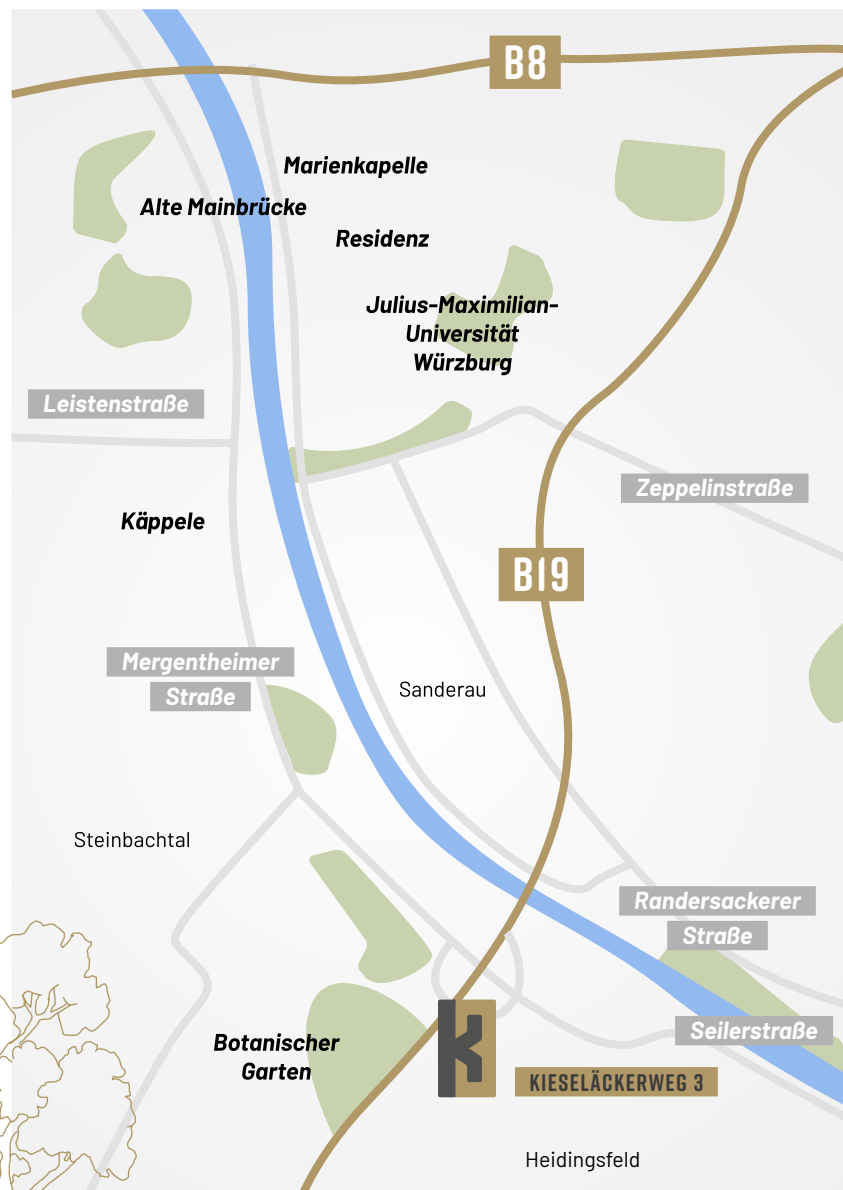 B8
Marienkapelle
Alte Mainbrücke
Residenz
Julius-Maximilian-
Universität
Würzburg
Leistenstraße
Zeppelinstraße
Käppele
B19
Mergentheimer
Straße
Sanderau
Steinbachtal
Randersackerer
Straße
Seilerstraße
Botanischer
Garten
K
KIESELÄCKERWEG 3
Heidingsfeld